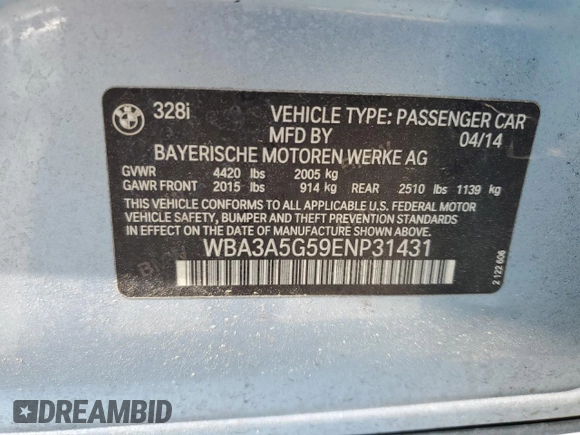 328i
VEHICLE TYPE: PASSENGER CAR
MFD BY 04/14
BAYERISCHE MOTOREN WERKE AG
GVWR 4420 lbs 2005 kg
GAWR FRONT 2015 lbs 914 kg REAR 2510 lbs 1139 kg
THIS VEHICLE CONFORMS TO ALL APPLICABLE U.S. FEDERAL MOTOR
VEHICLE SAFETY, BUMPER AND THEFT PREVENTION STANDARDS
IN EFFECT ON THE DATE OF MANUFACTURE SHOWN ABOVE.
WBA3A5G59ENP31431
2 122 606
DREAMBID